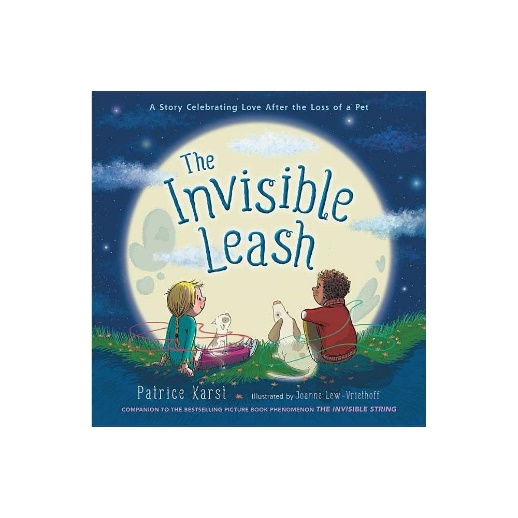 A Story Celebrating Love After the Loss of a Pet
The
Invisible
Leash
Patrice Karst
Illustrated by Joanne Lew-Vriethoff
COMPANION TO THE BESTSELLING PICTURE BOOK PHENOMENON THE INVISIBLE STRING